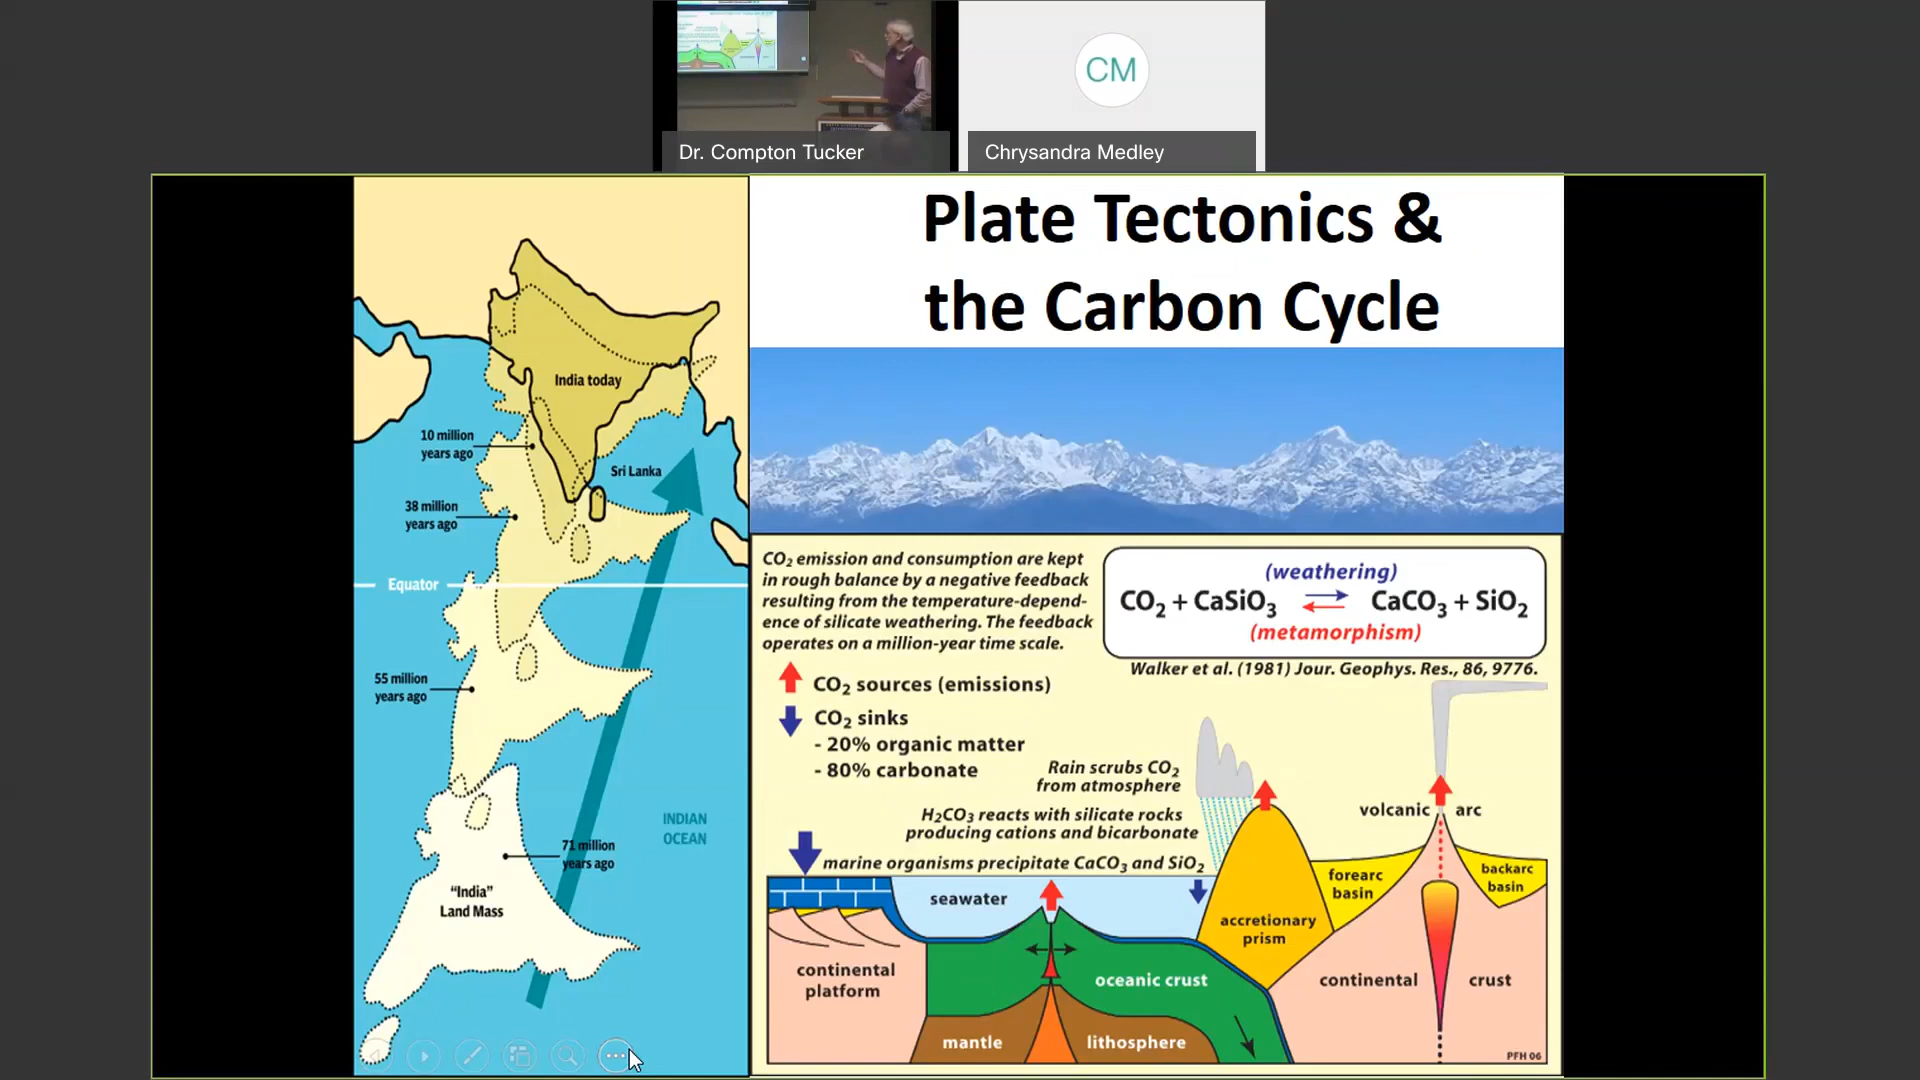 CM
Dr. Compton Tucker
Chrysandra Medley
Plate Tectonics &
the Carbon Cycle
India today
10 million
years ago
Sri Lanka
38 million
years ago
Equator
55 million
years ago
INDIAN
OCEAN
71 million
years ago
“India”
Land Mass
CO₂ emission and consumption are kept
in rough balance by a negative feedback
resulting from the temperature-depend-
ence of silicate weathering. The feedback
operates on a million-year time scale.
(weathering)
CO₂ + CaSiO₃ CaCO₃ + SiO₂
(metamorphism)
Walker et al. (1981) Jour. Geophys. Res., 86, 9776.
CO₂ sources (emissions)
CO₂ sinks
- 20% organic matter
- 80% carbonate
Rain scrubs CO₂
from atmosphere
H₂CO₃ reacts with silicate rocks
producing cations and bicarbonate
marine organisms precipitate CaCO₃ and SiO₂
volcanic arc
forearc
basin
backarc
basin
seawater
accretionary
prism
continental
platform
oceanic crust
continental crust
mantle lithosphere
PFH 06